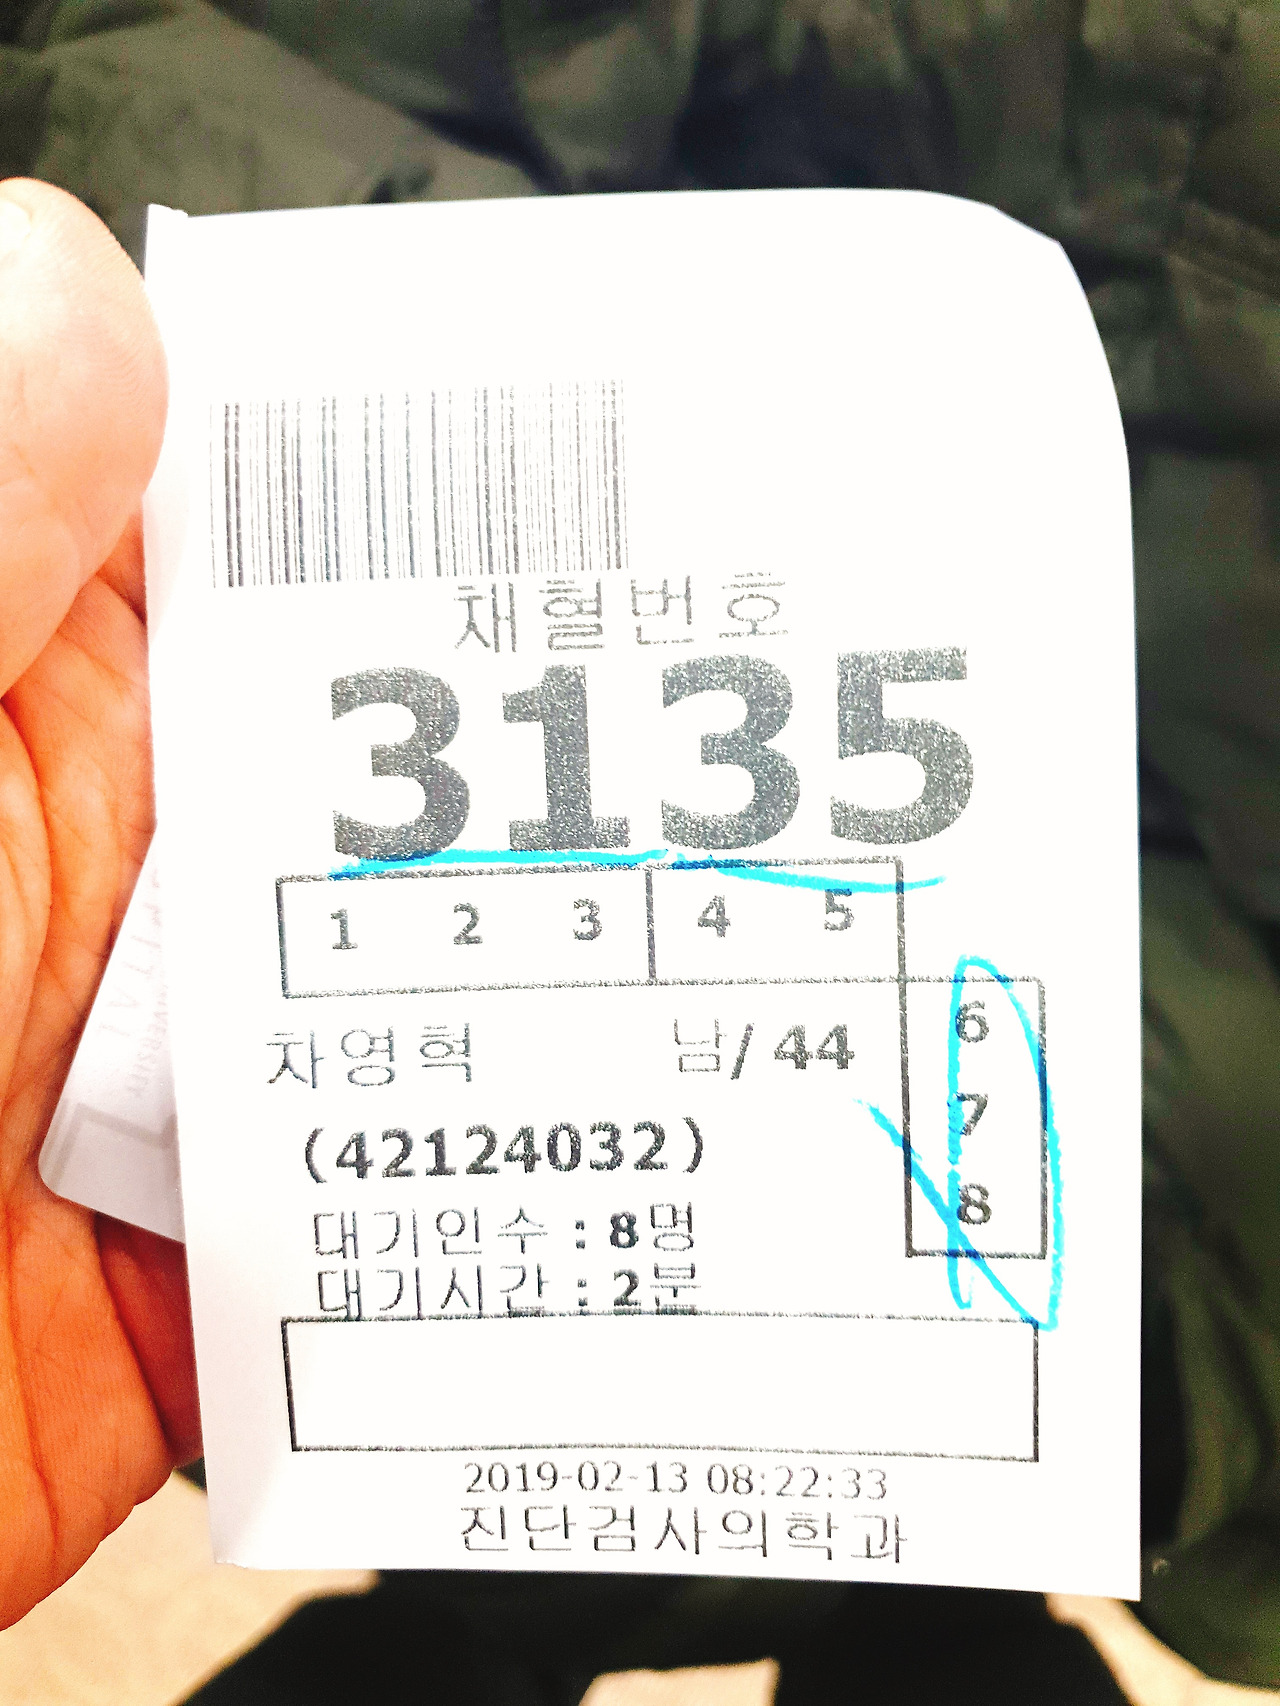 채혈번호
3135
1 2 3 4 5
6
7
8
차영혁 남/44
(42124032)
대기인수 : 8명
대기시간 : 2분
2019-02-13 08:22:33
진단검사의학과